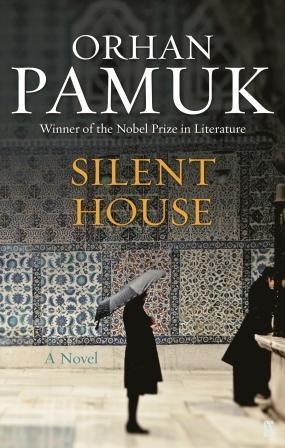 ORHAN
PAMUK
Winner of the Nobel Prize in Literature
SILENT
HOUSE
A Novel